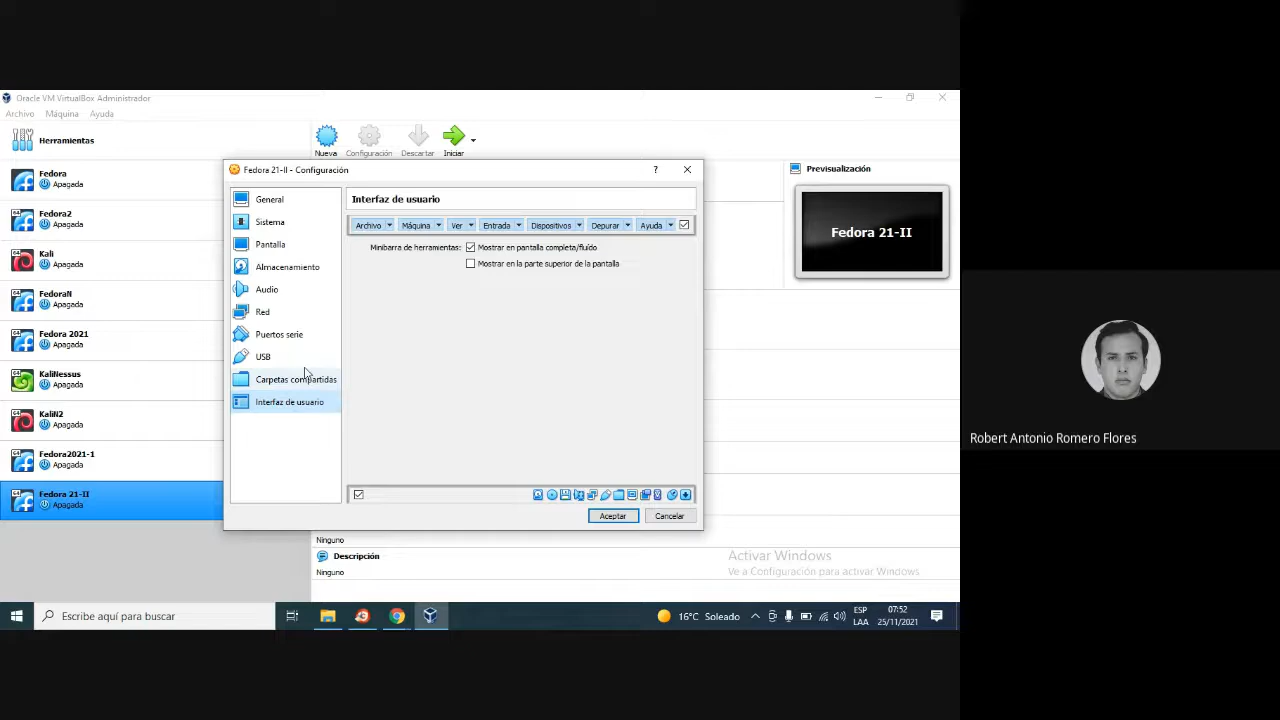 Oracle VM VirtualBox Administrador
Archivo Máquina Ayuda
Herramientas
Nueva Configuración Descartar Iniciar
Fedora
Apagada
Fedora2
Apagada
Kali
Apagada
FedoraN
Apagada
Fedora 2021
Apagada
KaliNessus
Apagada
KaliN2
Apagada
Fedora2021-1
Apagada
Fedora 21-II
Apagada
Fedora 21-II - Configuración
General
Sistema
Pantalla
Almacenamiento
Audio
Red
Puertos serie
USB
Carpetas compartidas
Interfaz de usuario
Interfaz de usuario
Archivo Máquina Ver Entrada Dispositivos Depurar Ayuda
Minibarra de herramientas: Mostrar en pantalla completa/fluído
Mostrar en la parte superior de la pantalla
Aceptar Cancelar
Previsualización
Fedora 21-II
Ninguno
Descripción
Ninguno
Activar Windows
Ve a Configuración para activar Windows.
Escribe aquí para buscar
16°C Soleado
ESP
LAA
07:52
25/11/2021
Robert Antonio Romero Flores